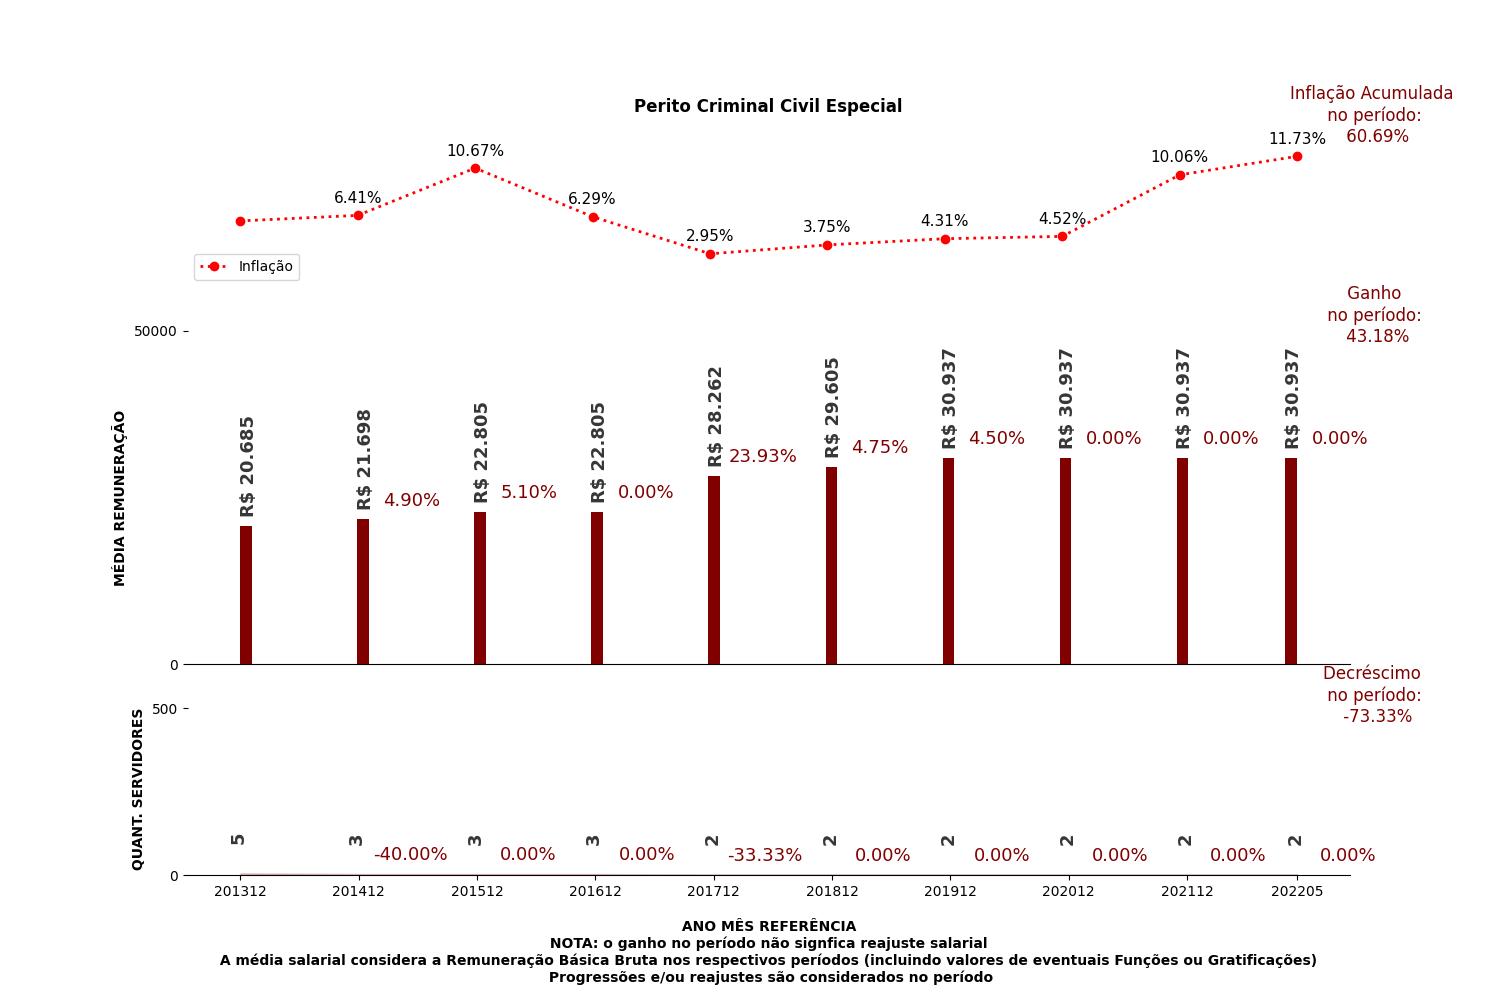 Perito Criminal Civil Especial
Inflação Acumulada
no período:
60.69%
6.41%
10.67%
6.29%
2.95%
3.75%
4.31%
4.52%
10.06%
11.73%
Inflação
Ganho
no período:
43.18%
MÉDIA REMUNERAÇÃO
50000
0
R$ 20.685
R$ 21.698
4.90%
R$ 22.805
5.10%
R$ 22.805
0.00%
R$ 28.262
23.93%
R$ 29.605
4.75%
R$ 30.937
4.50%
R$ 30.937
0.00%
R$ 30.937
0.00%
R$ 30.937
0.00%
Decréscimo
no período:
-73.33%
QUANT. SERVIDORES
500
0
5
3
-40.00%
3
0.00%
3
0.00%
2
-33.33%
2
0.00%
2
0.00%
2
0.00%
2
0.00%
2
0.00%
201312
201412
201512
201612
201712
201812
201912
202012
202112
202205
ANO MÊS REFERÊNCIA
NOTA: o ganho no período não signfica reajuste salarial
A média salarial considera a Remuneração Básica Bruta nos respectivos períodos (incluindo valores de eventuais Funções ou Gratificações)
Progressões e/ou reajustes são considerados no período